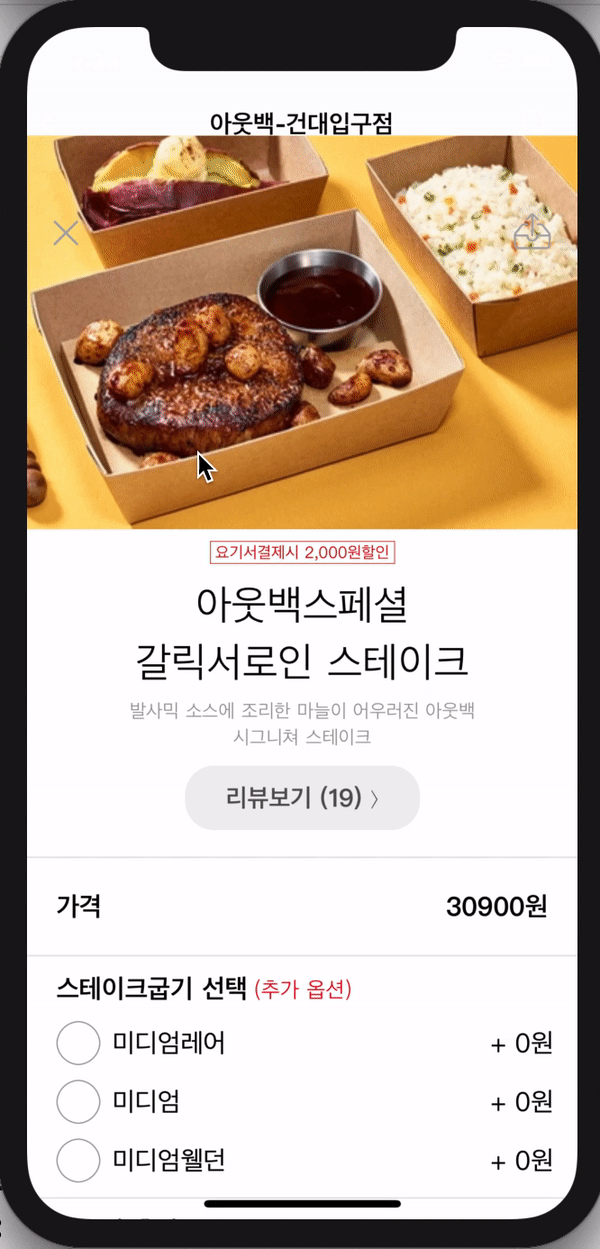 아웃백-건대입구점
요기서결제시 2,000원할인
아웃백스페셜
갈릭서로인 스테이크
발사믹 소스에 조리한 마늘이 어우러진 아웃백
시그니쳐 스테이크
리뷰보기 (19) 〉
가격 30900원
스테이크굽기 선택 (추가 옵션)
미디엄레어 + 0원
미디엄 + 0원
미디엄웰던 + 0원